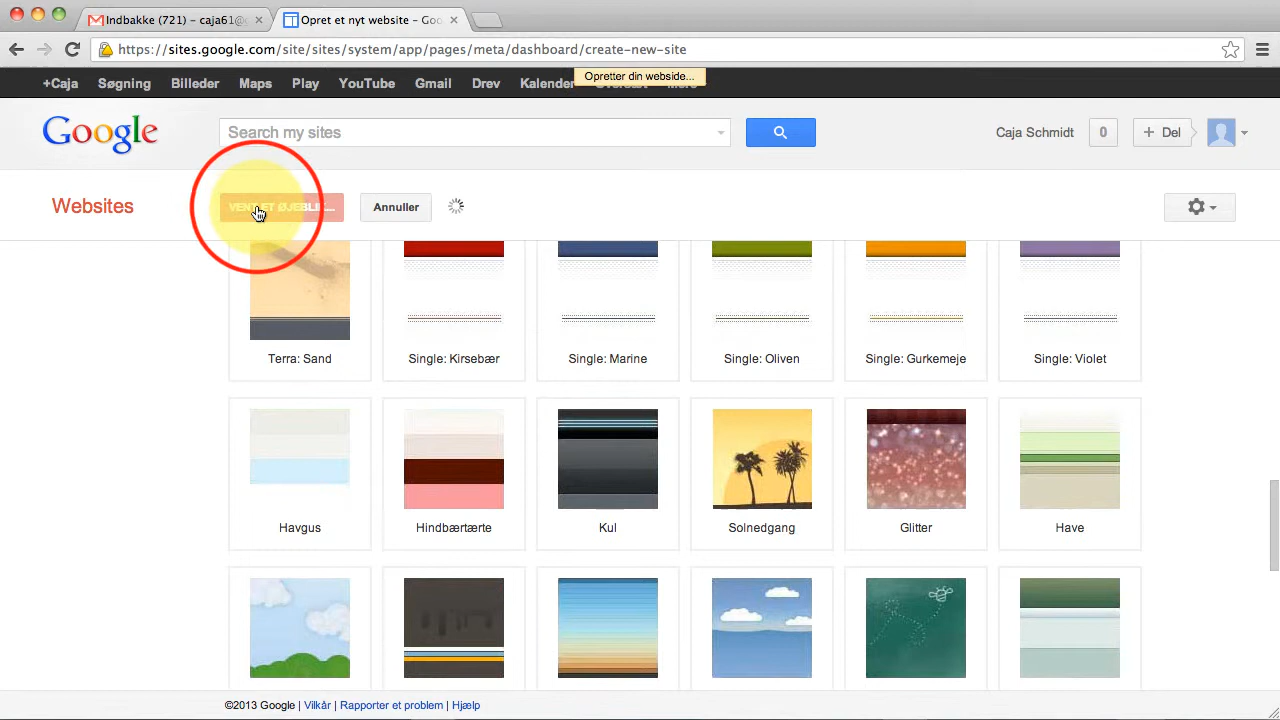 Indbakke (721) – caja61@g
Opret et nyt website – Goo
https://sites.google.com/site/sites/system/app/pages/meta/dashboard/create-new-site
Opretter din webside...
+Caja Søgning Billeder Maps Play YouTube Gmail Drev Kalender
Google
Search my sites
Caja Schmidt
0
+ Del
Websites
VENT ET ØJEBLIK...
Annuller
Terra: Sand
Single: Kirsebær
Single: Marine
Single: Oliven
Single: Gurkemeje
Single: Violet
Havgus
Hindbærtærte
Kul
Solnedgang
Glitter
Have
©2013 Google | Vilkår | Rapporter et problem | Hjælp